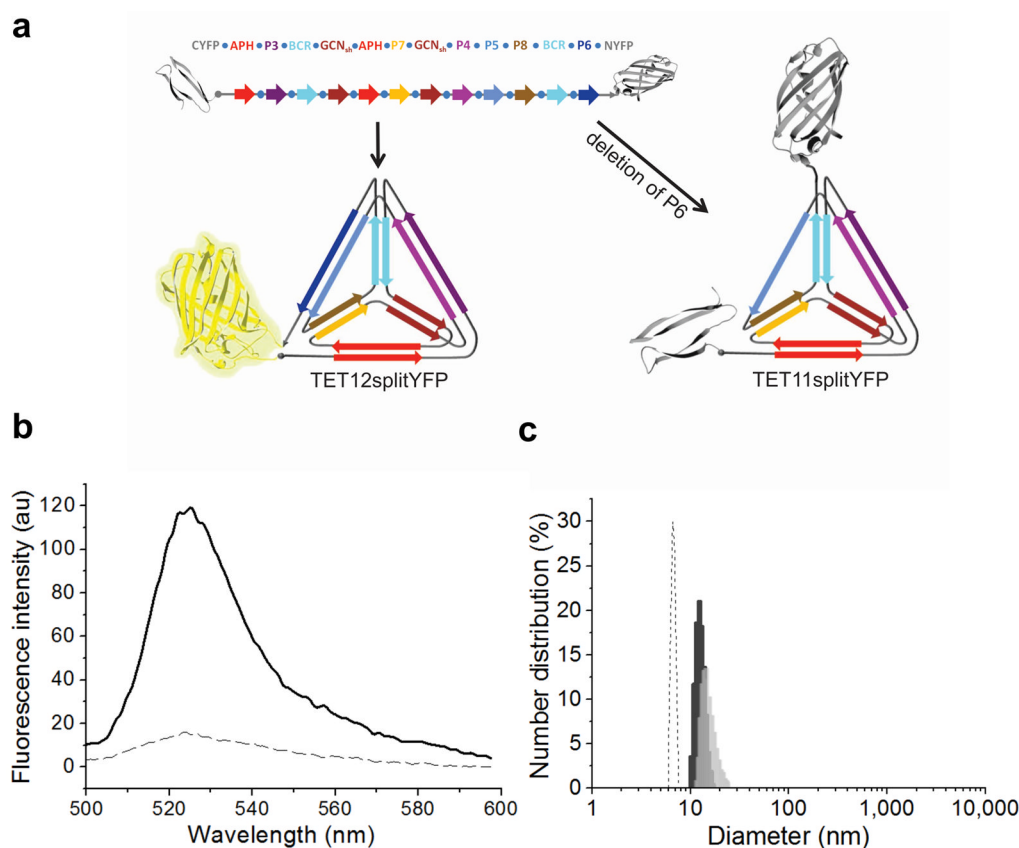 a
CYFP • APH • P3 • BCR • GCNsh • APH • P7 • GCNsh • P4 • P5 • P8 • BCR • P6 • NYFP
deletion of P6
TET12splitYFP
TET11splitYFP
b
Fluorescence intensity (au)
120
100
80
60
40
20
0
500 520 540 560 580 600
Wavelength (nm)
c
Number distribution (%)
30
25
20
15
10
5
0
1 10 100 1,000 10,000
Diameter (nm)